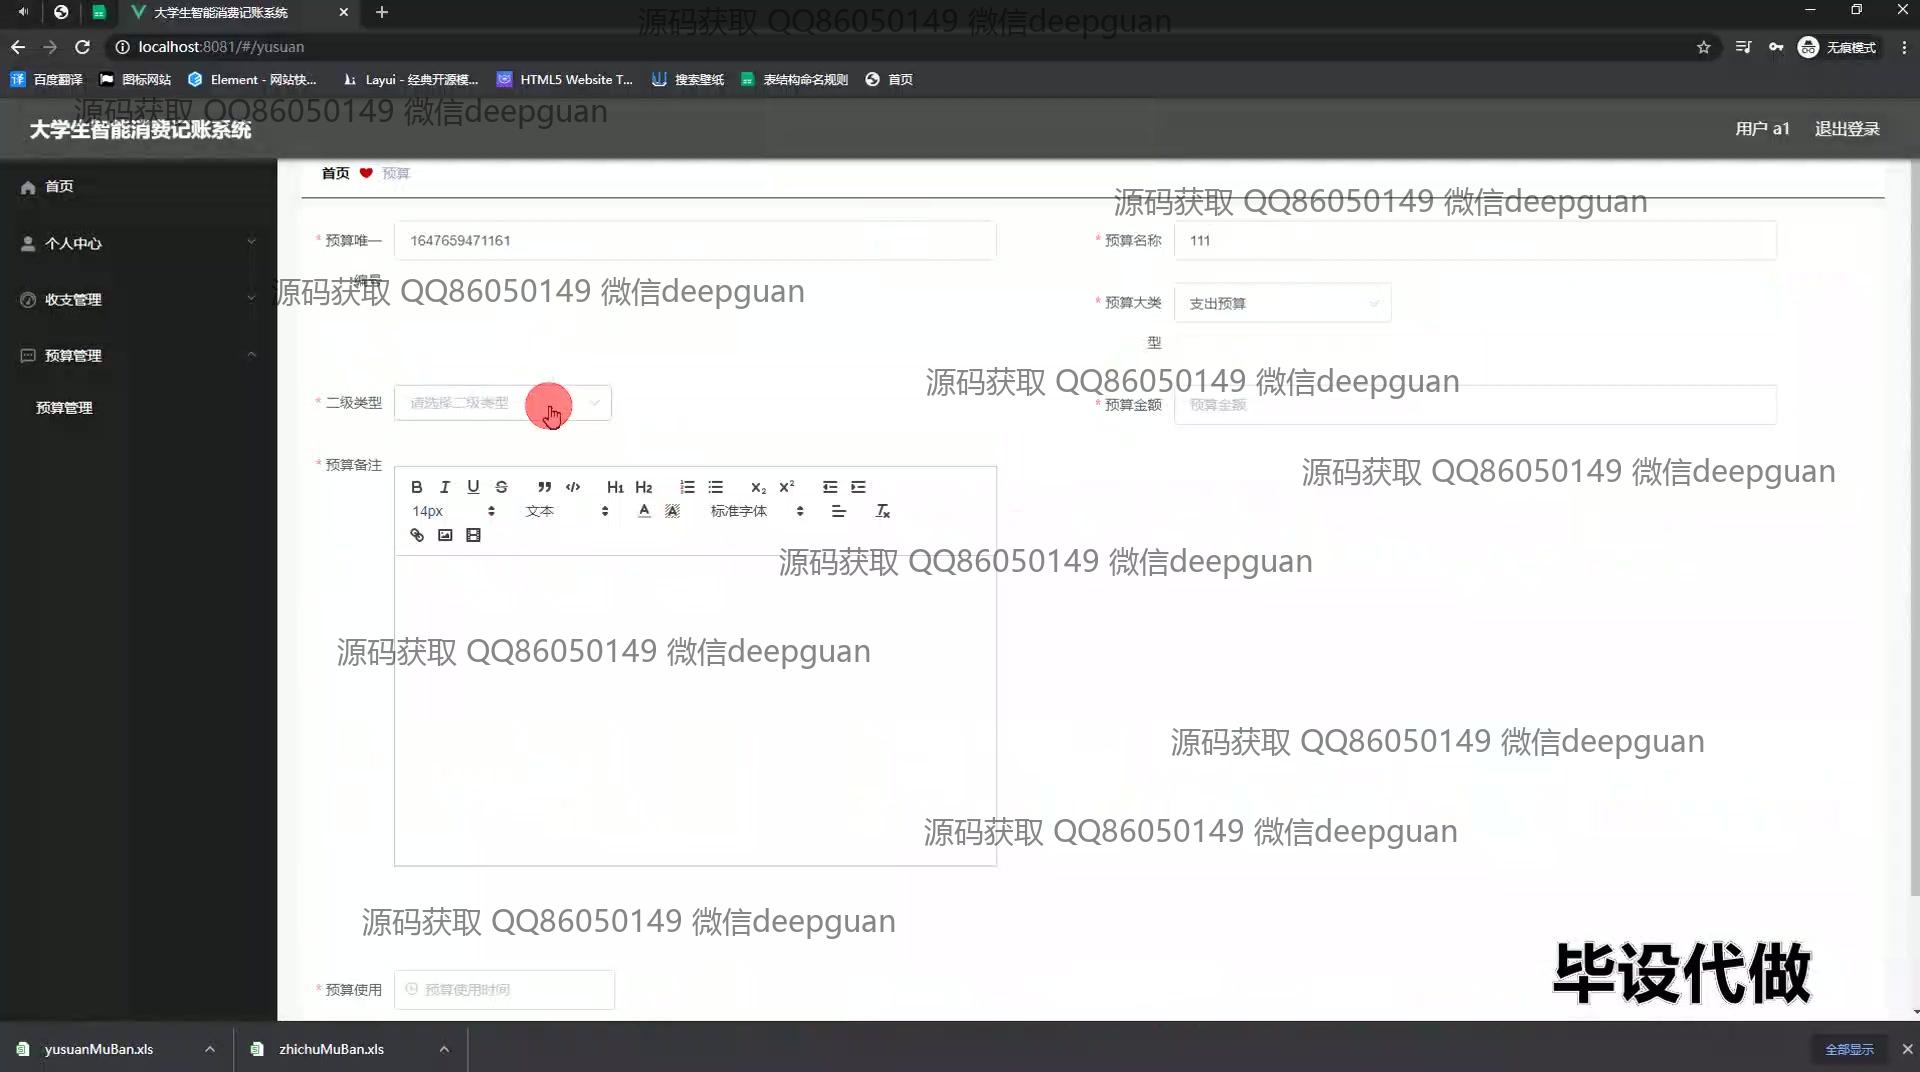 大学生智能消费记账系统
源码获取 QQ86050149 微信deepguan
localhost:8081/#/yusuan
无痕模式
百度翻译
图标网站
Element - 网站快...
Layui - 经典开源模...
HTML5 Website T...
搜索壁纸
表结构命名规则
首页
源码获取 QQ86050149 微信deepguan
大学生智能消费记账系统
用户 a1
退出登录
首页
个人中心
收支管理
预算管理
预算管理
首页 预算
源码获取 QQ86050149 微信deepguan
* 预算唯一编号
1647659471161
* 预算名称
111
源码获取 QQ86050149 微信deepguan
* 预算大类型
支出预算
源码获取 QQ86050149 微信deepguan
* 二级类型
请选择二级类型
* 预算金额
预算金额
* 预算备注
源码获取 QQ86050149 微信deepguan
B I U S H1 H2 X2 X2
14px 文本 A A 标准字体 Tx
源码获取 QQ86050149 微信deepguan
源码获取 QQ86050149 微信deepguan
源码获取 QQ86050149 微信deepguan
源码获取 QQ86050149 微信deepguan
源码获取 QQ86050149 微信deepguan
毕设代做
* 预算使用
预算使用时间
yusuanMuBan.xls
zhichuMuBan.xls
全部显示